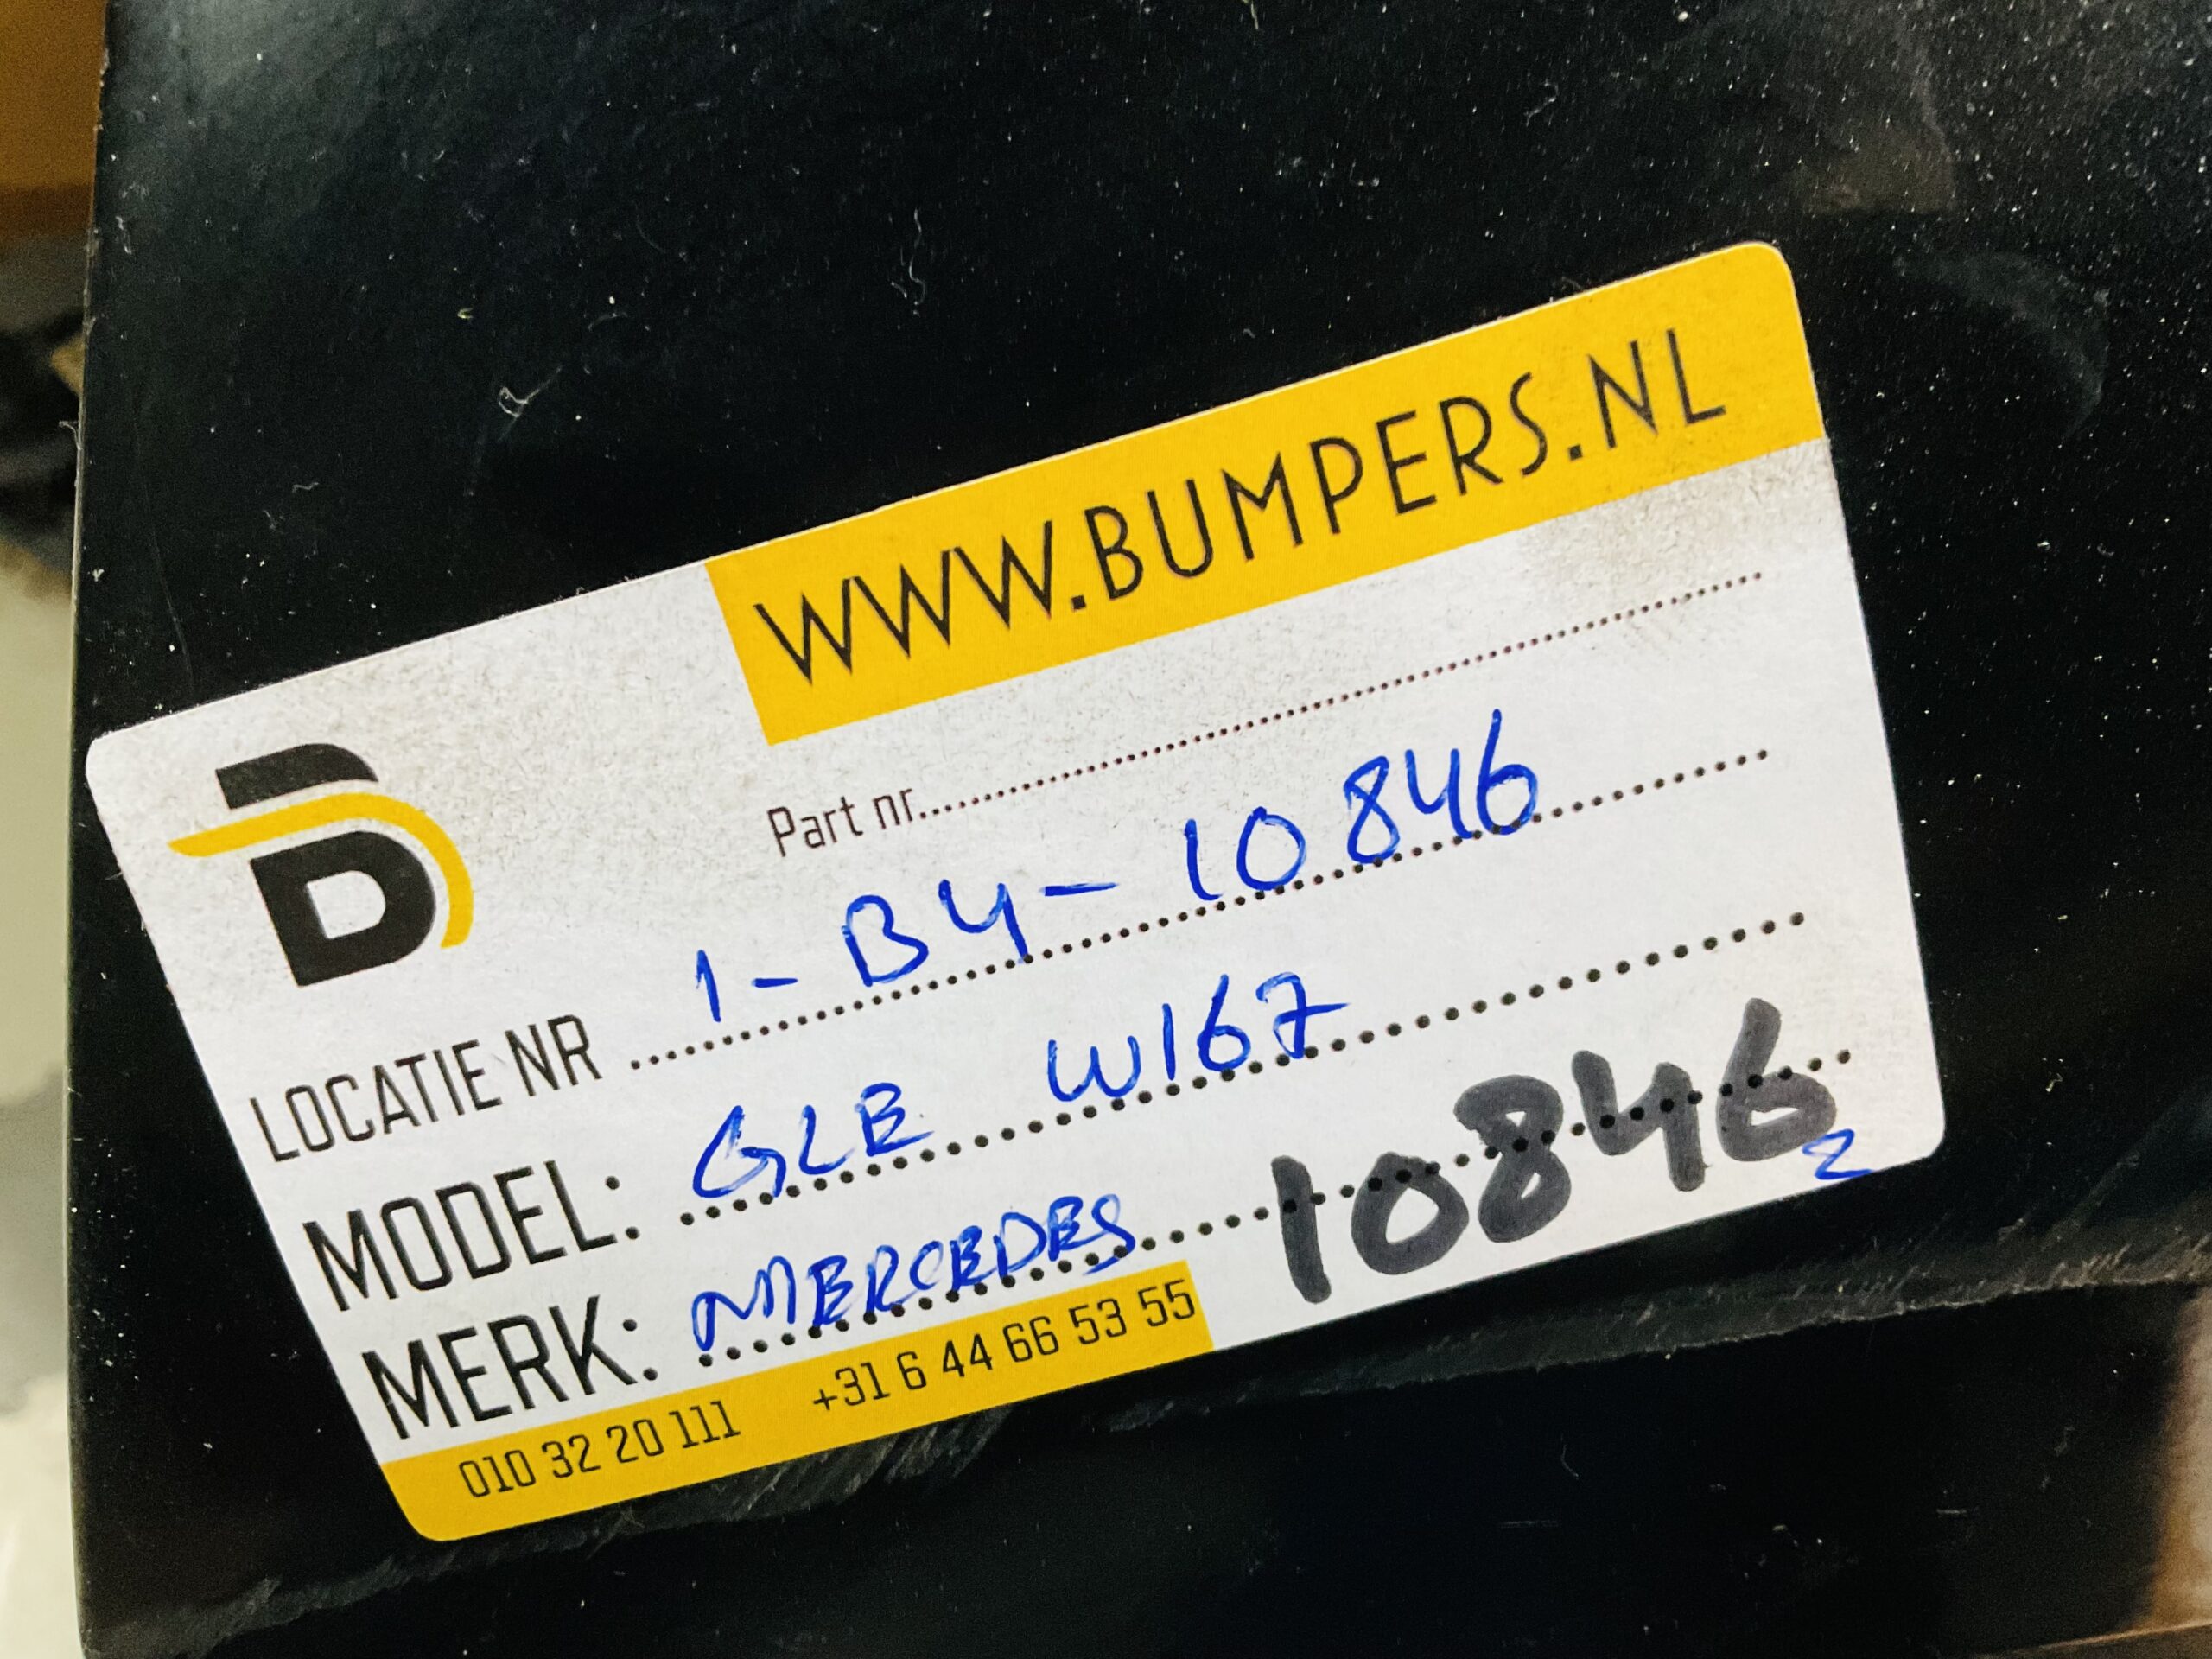 WWW.BUMPERS.NL
Part nr.
LOCATIE NR 1-B4-10846
MODEL: GLE W167
MERK: MERCEDES 10846
2
010 32 20 111 +31 6 44 66 53 55